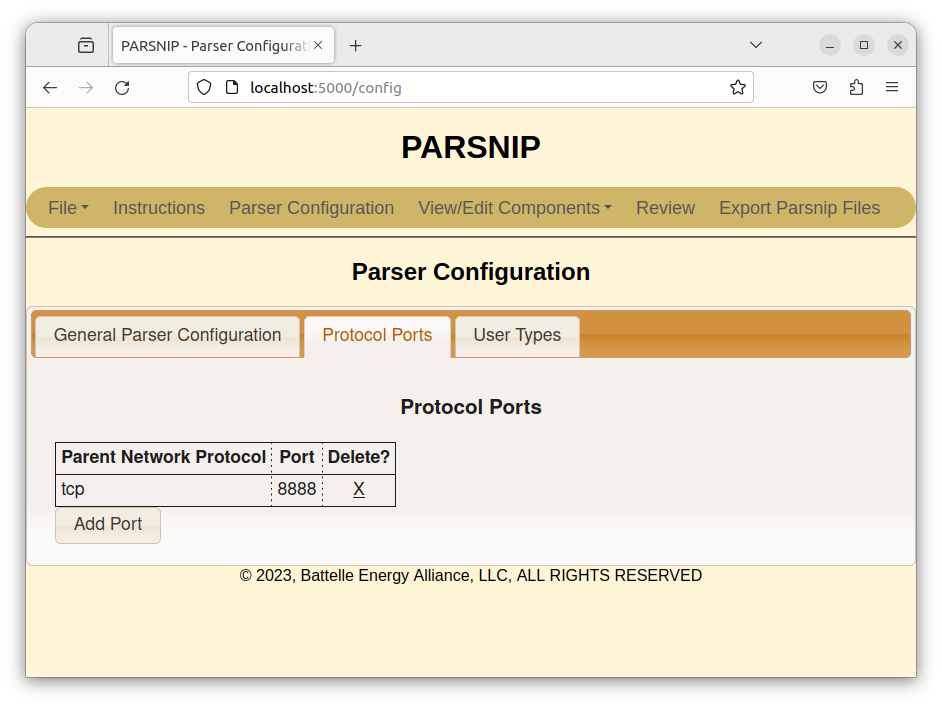 PARSNIP - Parser Configurat
localhost:5000/config
PARSNIP
File Instructions Parser Configuration View/Edit Components Review Export Parsnip Files
Parser Configuration
General Parser Configuration Protocol Ports User Types
Protocol Ports
Parent Network Protocol Port Delete?
tcp 8888 X
Add Port
© 2023, Battelle Energy Alliance, LLC, ALL RIGHTS RESERVED